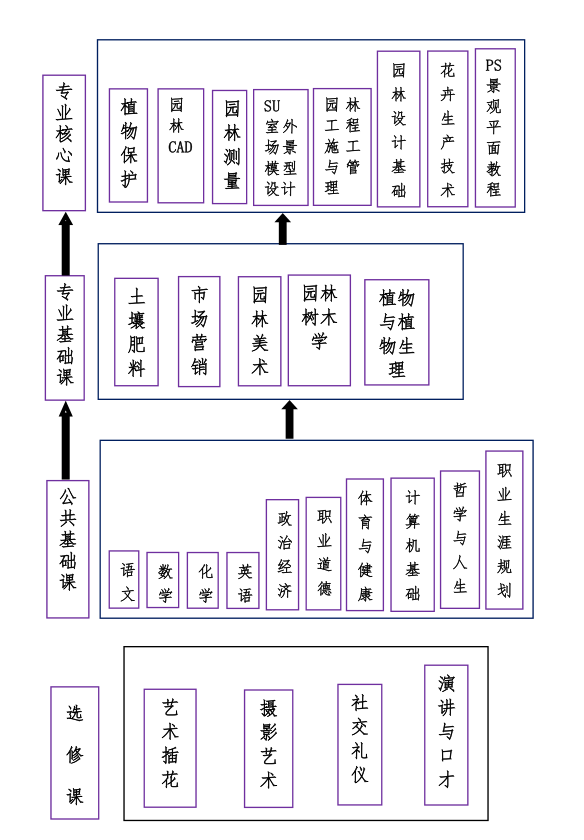 专业核心课
植物保护
园林CAD
园林测量
SU室外场景模型设计
园林工程施工与管理
园林设计基础
花卉生产技术
PS景观平面教程
专业基础课
土壤肥料
市场营销
园林美术
园林树木学
植物与植物生理
公共基础课
语文
数学
化学
英语
政治经济
职业道德
体育与健康
计算机基础
哲学与人生
职业生涯规划
选修课
艺术插花
摄影艺术
社交礼仪
演讲与口才